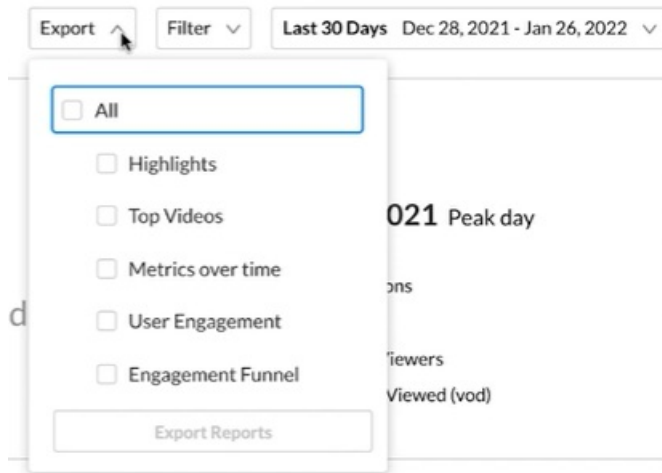 Export Filter Last 30 Days Dec 28, 2021 - Jan 26, 2022
All
Highlights
Top Videos
021 Peak day
Metrics over time
ons
d
User Engagement
iewers
Engagement Funnel
Viewed (vod)
Export Reports